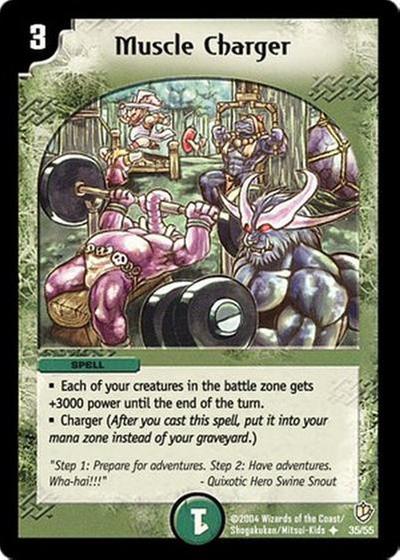 3
Muscle Charger
SPELL
▪ Each of your creatures in the battle zone gets
+3000 power until the end of the turn.
▪ Charger (After you cast this spell, put it into your
mana zone instead of your graveyard.)
"Step 1: Prepare for adventures. Step 2: Have adventures.
Wha-hai!!!" - Quixotic Hero Swine Snout
1
©2004 Wizards of the Coast/
Shogakukan/Mitsui-Kids ✦ 35/55